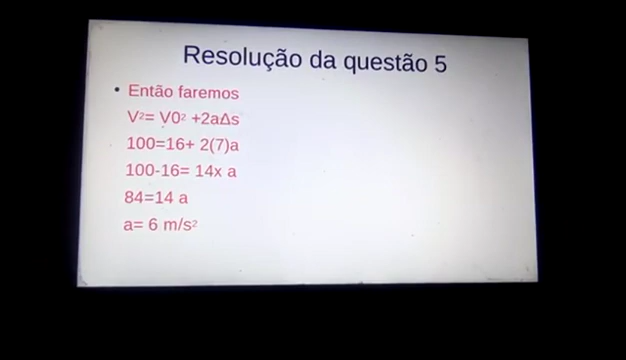 Resolução da questão 5
• Então faremos
V²= V0² +2aΔs
100=16+ 2(7)a
100-16= 14x a
84=14 a
a= 6 m/s²